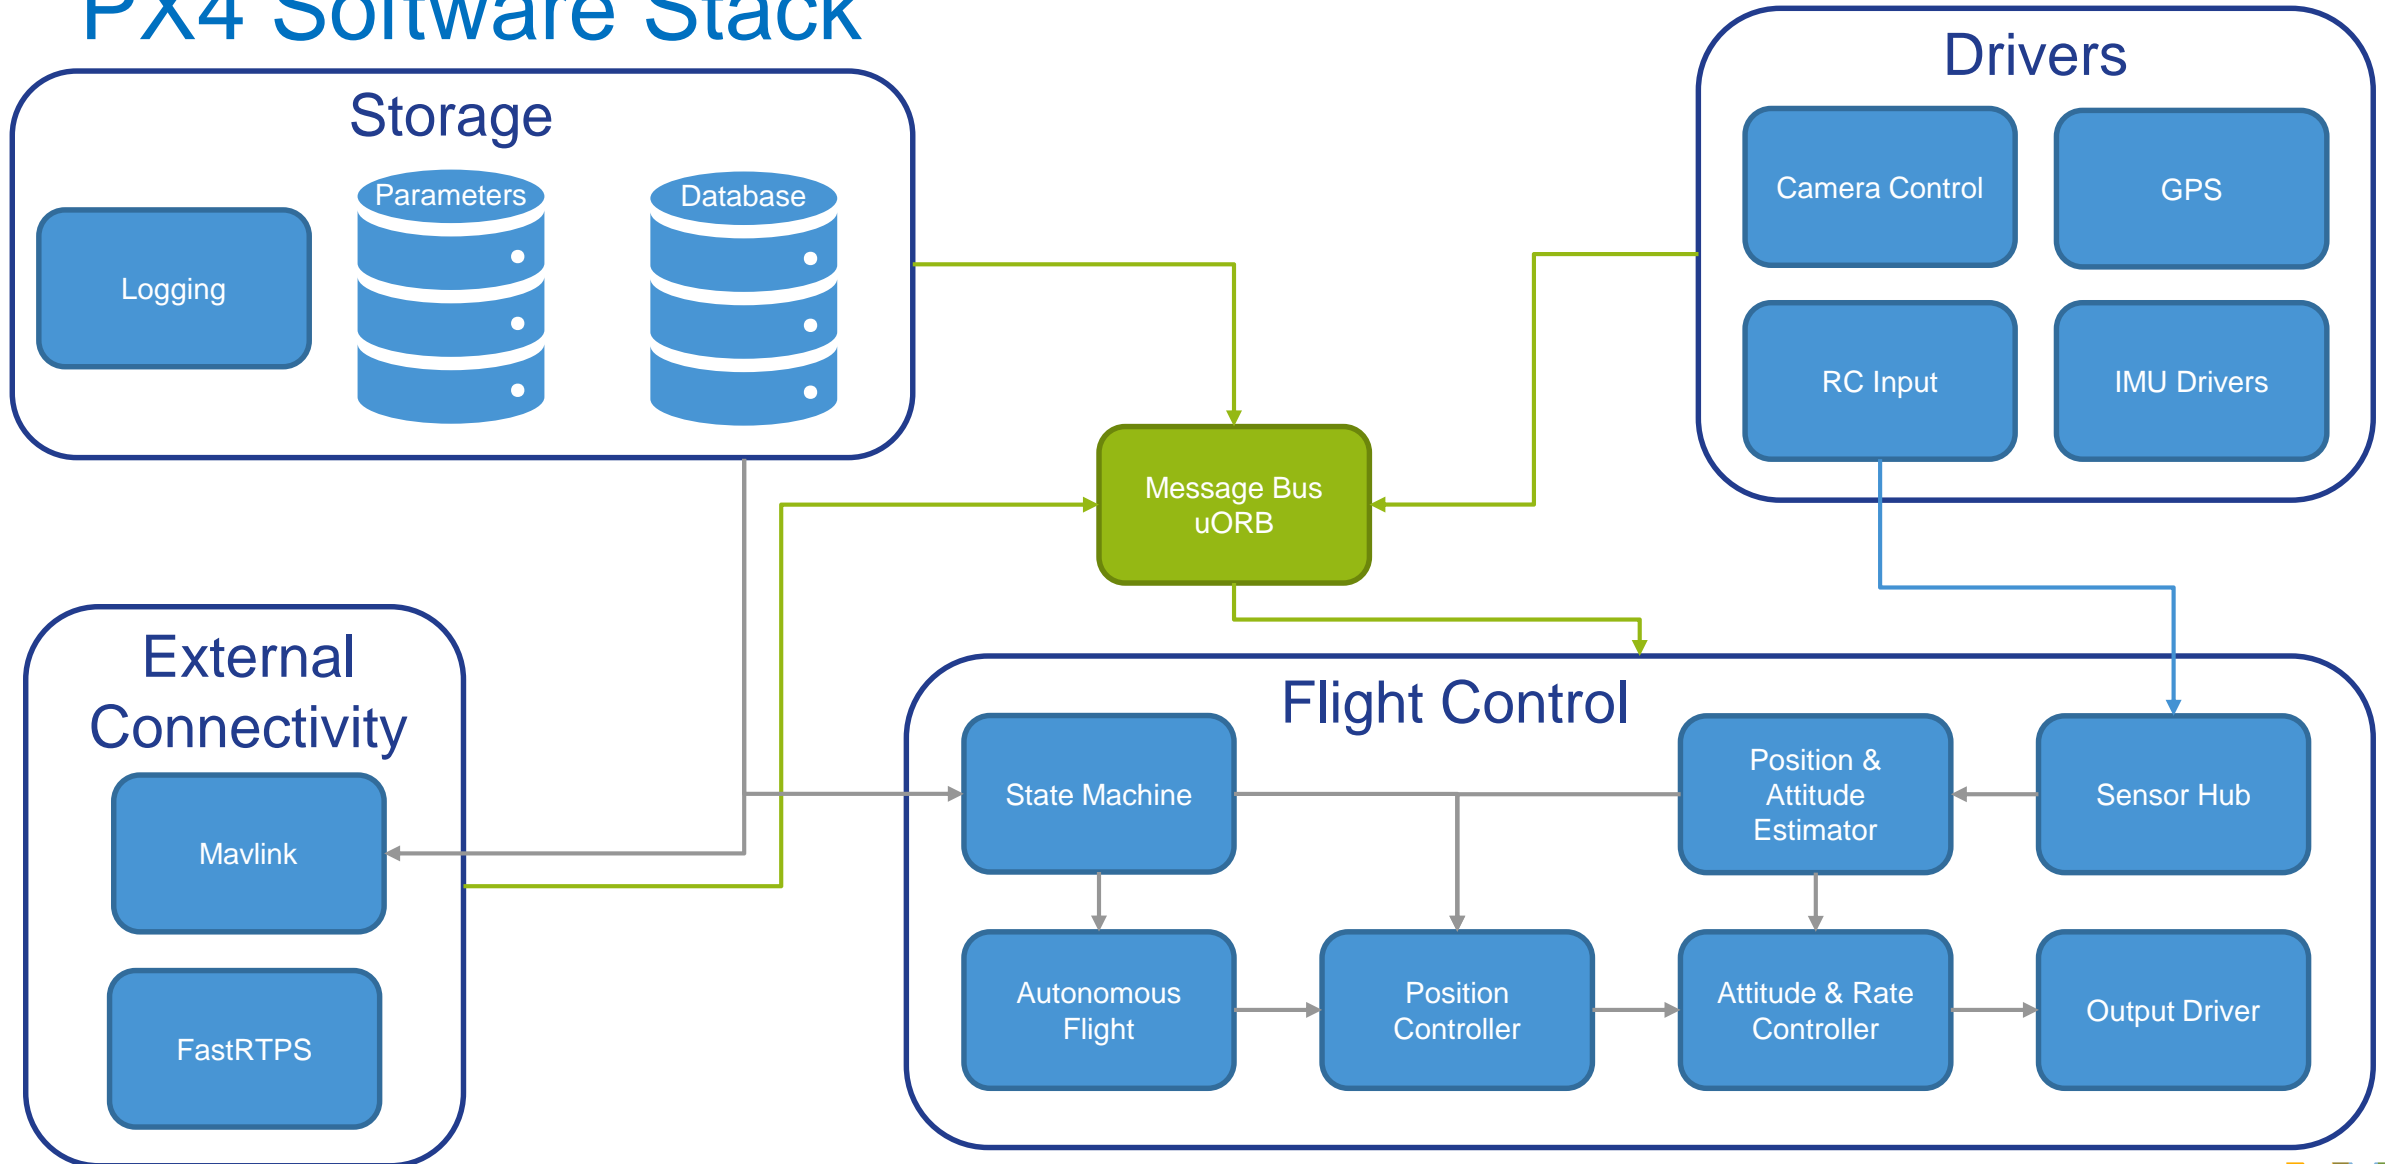 PX4 Software Stack
Storage
Parameters
Database
Logging
Drivers
Camera Control
GPS
RC Input
IMU Drivers
Message Bus
uORB
External
Connectivity
Mavlink
FastRTPS
Flight Control
State Machine
Position &
Attitude
Estimator
Sensor Hub
Autonomous
Flight
Position
Controller
Attitude & Rate
Controller
Output Driver